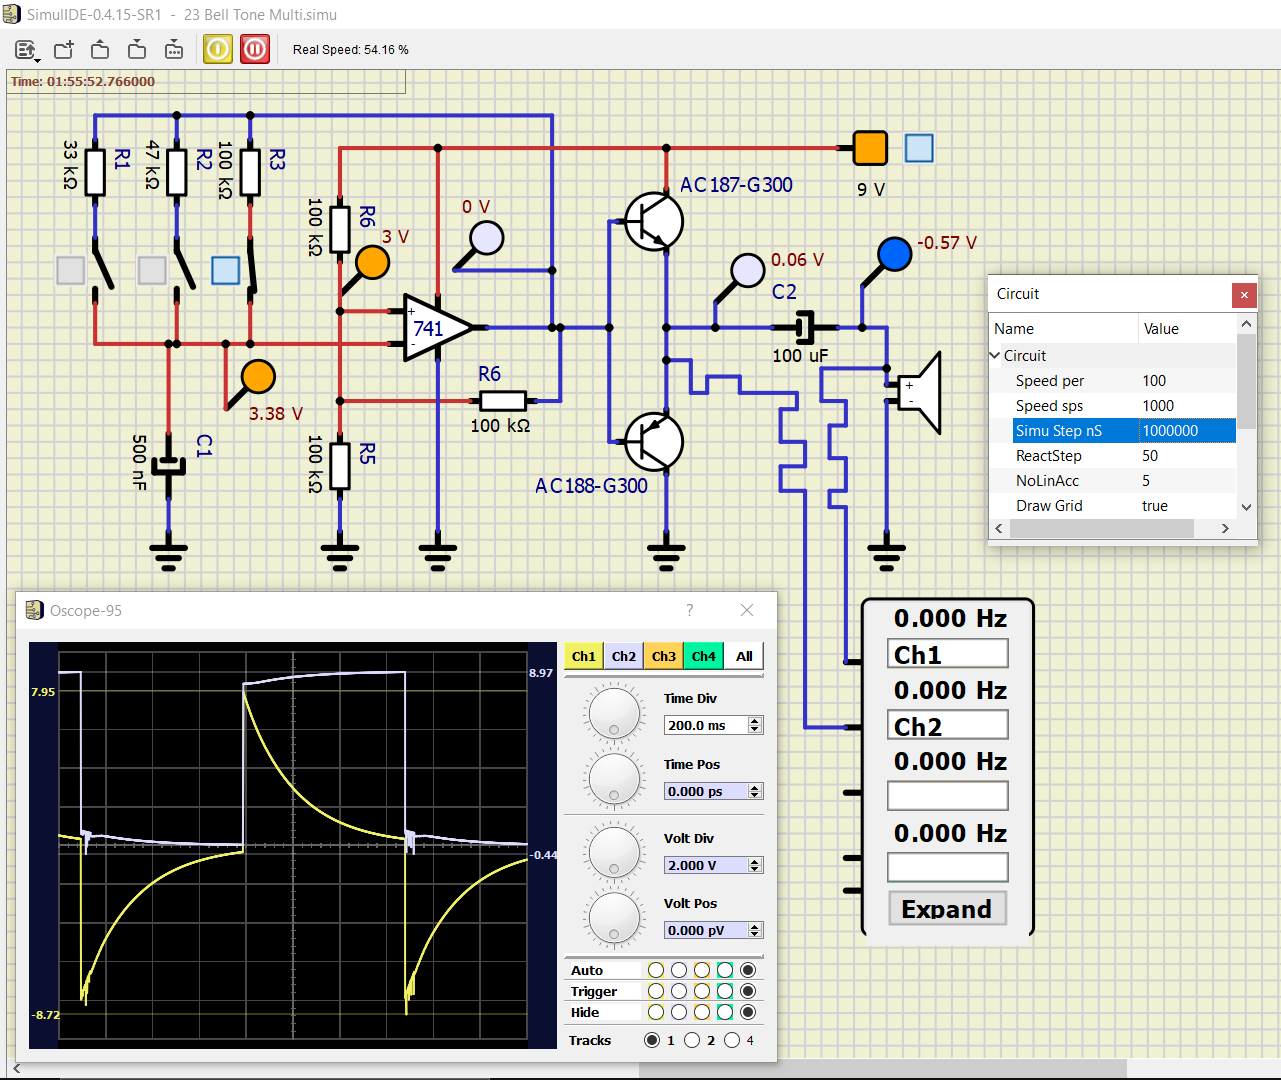 SimulIDE-0.4.15-SR1 - 23 Bell Tone Multi.simu
Real Speed: 54.16 %
Time: 01:55:52.766000
33 kΩ
R1
47 kΩ
R2
100 kΩ
R3
100 kΩ
R6
3 V
0 V
AC187-G300
9 V
0.06 V
-0.57 V
C2
741
+
-
100 uF
R6
100 kΩ
3.38 V
500 nF
C1
100 kΩ
R5
AC188-G300
+
-
Circuit
Name Value
Circuit
Speed per 100
Speed sps 1000
Simu Step nS 1000000
ReactStep 50
NoLinAcc 5
Draw Grid true
Oscope-95
?
7.95
8.97
-0.44
-8.72
Ch1 Ch2 Ch3 Ch4 All
Time Div
200.0 ms
Time Pos
0.000 ps
Volt Div
2.000 V
Volt Pos
0.000 pV
Auto
Trigger
Hide
Tracks 1 2 4
0.000 Hz
Ch1
0.000 Hz
Ch2
0.000 Hz
0.000 Hz
Expand